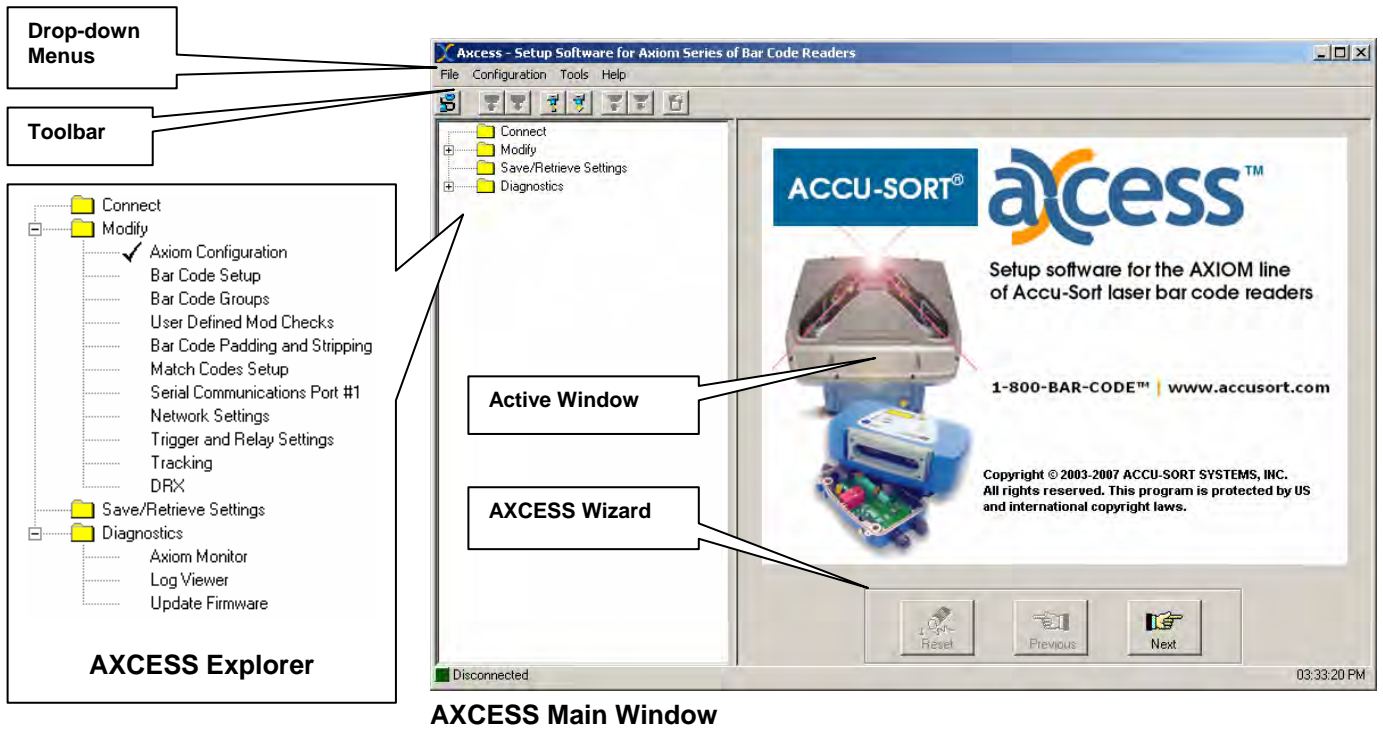 Drop-down
Menus
Toolbar
Axcess - Setup Software for Axiom Series of Bar Code Readers
File Configuration Tools Help
Connect
Modify
Save/Retrieve Settings
Diagnostics
Connect
Modify
Axiom Configuration
Bar Code Setup
Bar Code Groups
User Defined Mod Checks
Bar Code Padding and Stripping
Match Codes Setup
Serial Communications Port #1
Network Settings
Trigger and Relay Settings
Tracking
DRX
Save/Retrieve Settings
Diagnostics
Axiom Monitor
Log Viewer
Update Firmware
AXCESS Explorer
Active Window
AXCESS Wizard
ACCU-SORT®
axcess™
Setup software for the AXIOM line
of Accu-Sort laser bar code readers
1-800-BAR-CODE™ | www.accusort.com
Copyright © 2003-2007 ACCU-SORT SYSTEMS, INC.
All rights reserved. This program is protected by US
and international copyright laws.
Reset Previous Next
Disconnected 03:33:20 PM
AXCESS Main Window